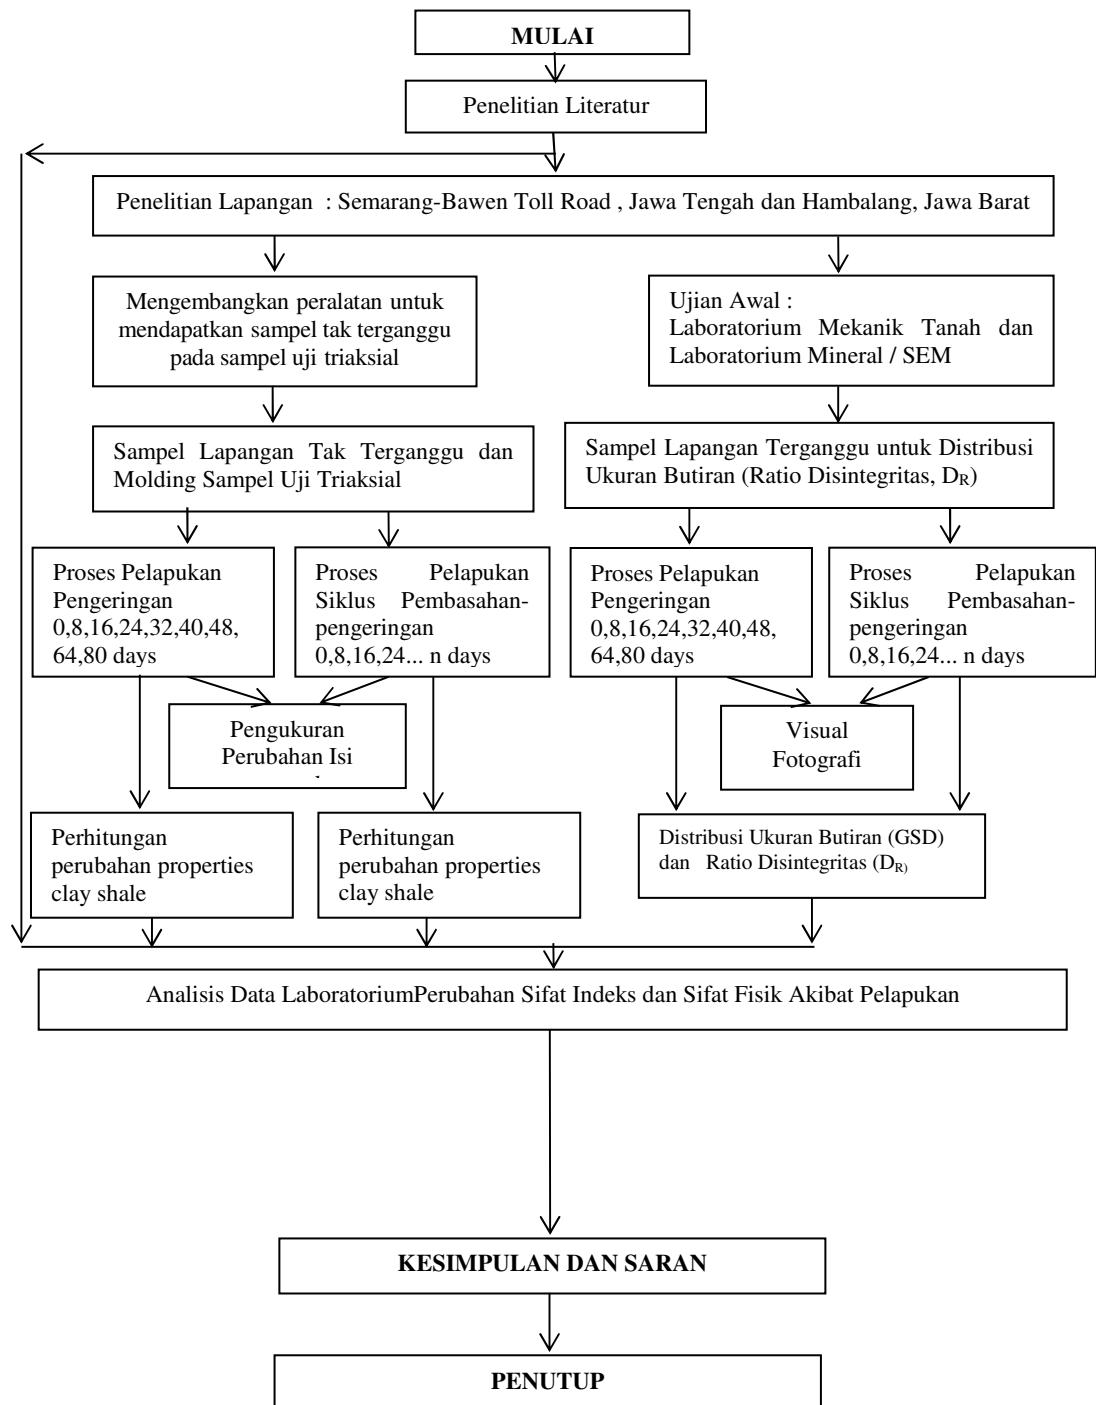 MULAI
Penelitian Literatur
Penelitian Lapangan : Semarang-Bawen Toll Road , Jawa Tengah dan Hambalang, Jawa Barat
Mengembangkan peralatan untuk
mendapatkan sampel tak terganggu
pada sampel uji triaksial
Ujian Awal :
Laboratorium Mekanik Tanah dan
Laboratorium Mineral / SEM
Sampel Lapangan Tak Terganggu dan
Molding Sampel Uji Triaksial
Sampel Lapangan Terganggu untuk Distribusi
Ukuran Butiran (Ratio Disintegritas, DR)
Proses Pelapukan
Pengeringan
0,8,16,24,32,40,48,
64,80 days
Proses Pelapukan
Siklus Pembasahan-
pengeringan
0,8,16,24... n days
Proses Pelapukan
Pengeringan
0,8,16,24,32,40,48,
64,80 days
Proses Pelapukan
Siklus Pembasahan-
pengeringan
0,8,16,24... n days
Pengukuran
Perubahan Isi
Visual
Fotografi
Perhitungan
perubahan properties
clay shale
Perhitungan
perubahan properties
clay shale
Distribusi Ukuran Butiran (GSD)
dan Ratio Disintegritas (DR)
Analisis Data LaboratoriumPerubahan Sifat Indeks dan Sifat Fisik Akibat Pelapukan
KESIMPULAN DAN SARAN
PENUTUP